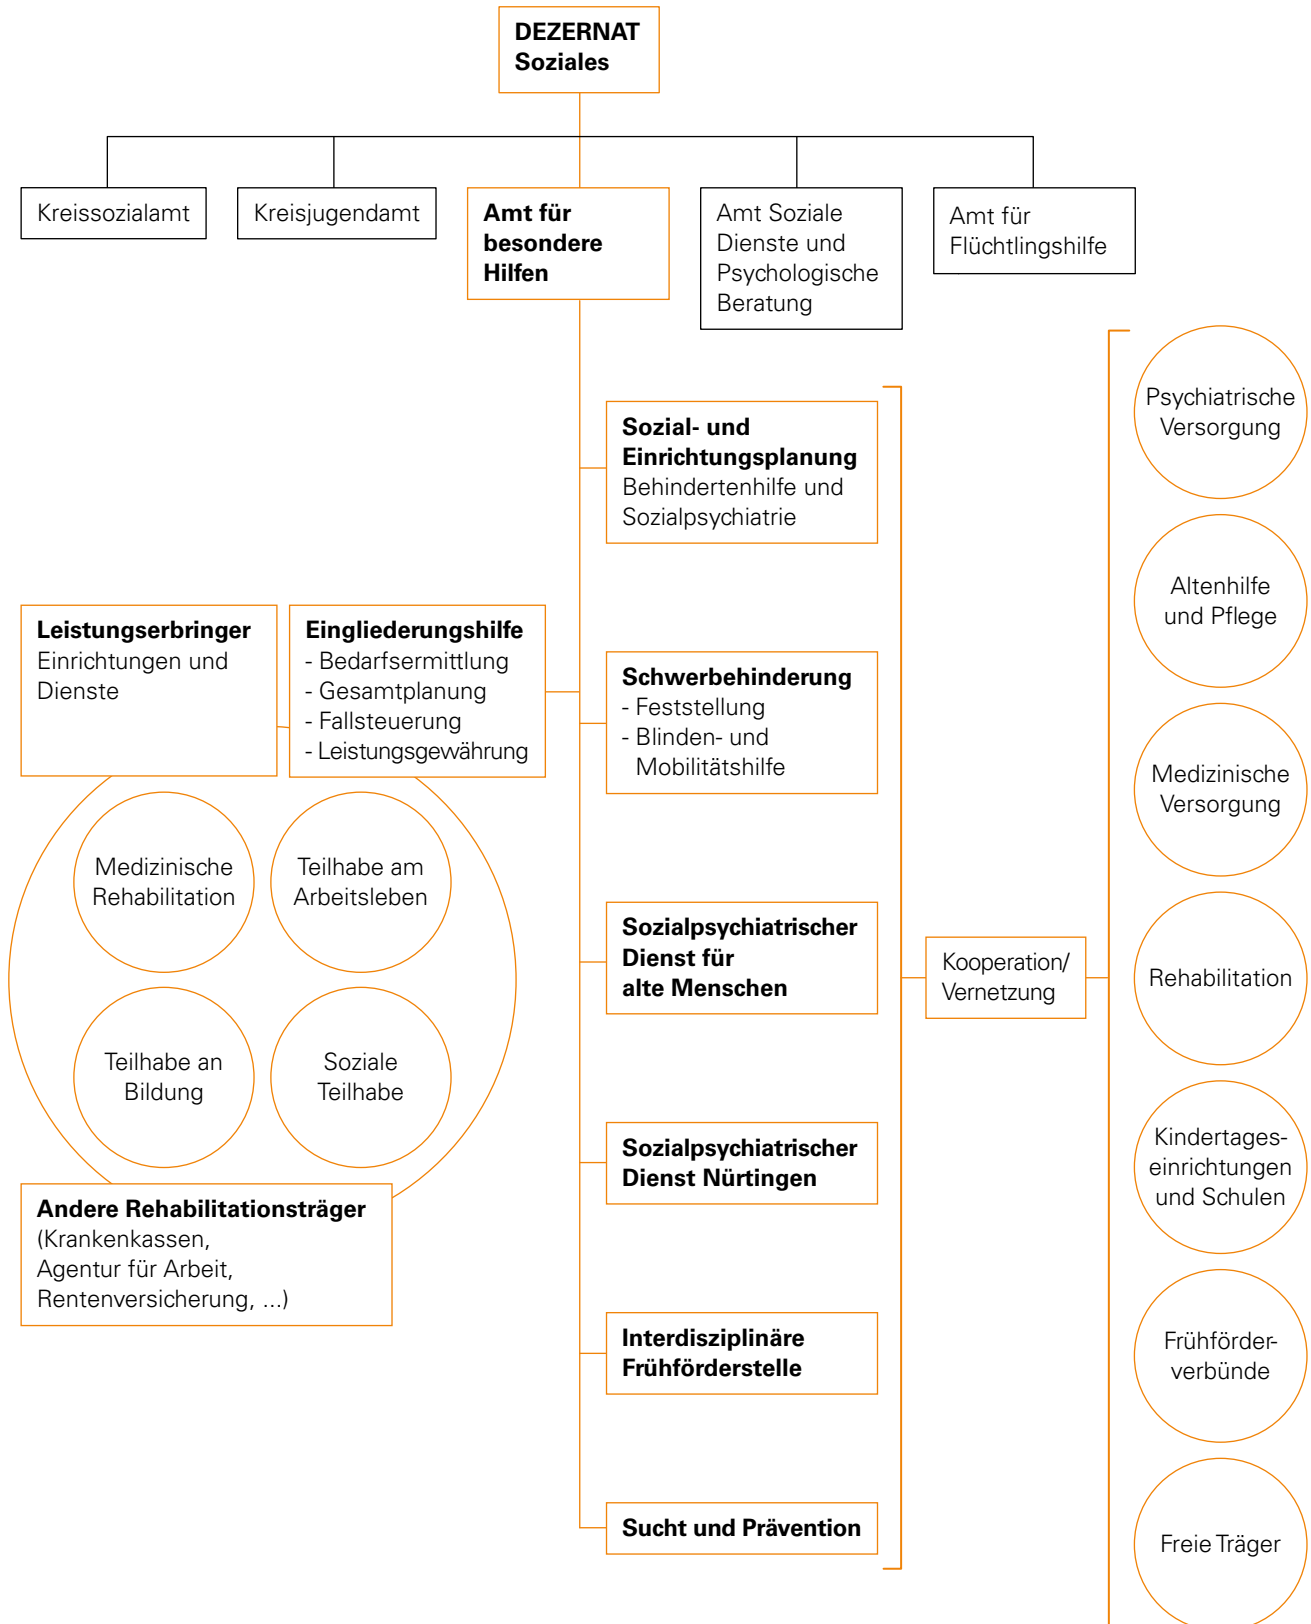 DEZERNAT
Soziales
Kreissozialamt
Kreisjugendamt
Amt für
besondere
Hilfen
Amt Soziale
Dienste und
Psychologische
Beratung
Amt für
Flüchtlingshilfe
Sozial- und
Einrichtungsplanung
Behindertenhilfe und
Sozialpsychiatrie
Leistungserbringer
Einrichtungen und
Dienste
Eingliederungshilfe
- Bedarfsermittlung
- Gesamtplanung
- Fallsteuerung
- Leistungsgewährung
Schwerbehinderung
- Feststellung
- Blinden- und
Mobilitätshilfe
Medizinische
Rehabilitation
Teilhabe am
Arbeitsleben
Teilhabe an
Bildung
Soziale
Teilhabe
Andere Rehabilitationsträger
(Krankenkassen,
Agentur für Arbeit,
Rentenversicherung, ...)
Sozialpsychiatrischer
Dienst für
alte Menschen
Sozialpsychiatrischer
Dienst Nürtingen
Interdisziplinäre
Frühförderstelle
Sucht und Prävention
Kooperation/
Vernetzung
Psychiatrische
Versorgung
Altenhilfe
und Pflege
Medizinische
Versorgung
Rehabilitation
Kindertages-
einrichtungen
und Schulen
Frühförder-
verbünde
Freie Träger